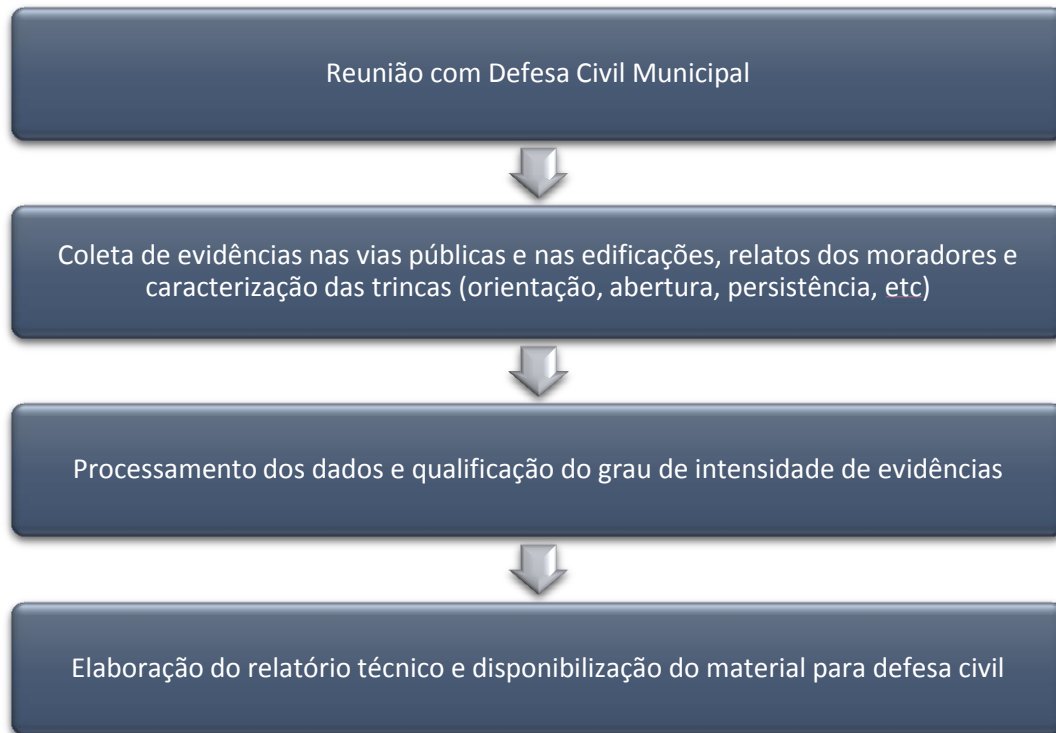 Reunião com Defesa Civil Municipal
Coleta de evidências nas vias públicas e nas edificações, relatos dos moradores e
caracterização das trincas (orientação, abertura, persistência, etc)
Processamento dos dados e qualificação do grau de intensidade de evidências
Elaboração do relatório técnico e disponibilização do material para defesa civil